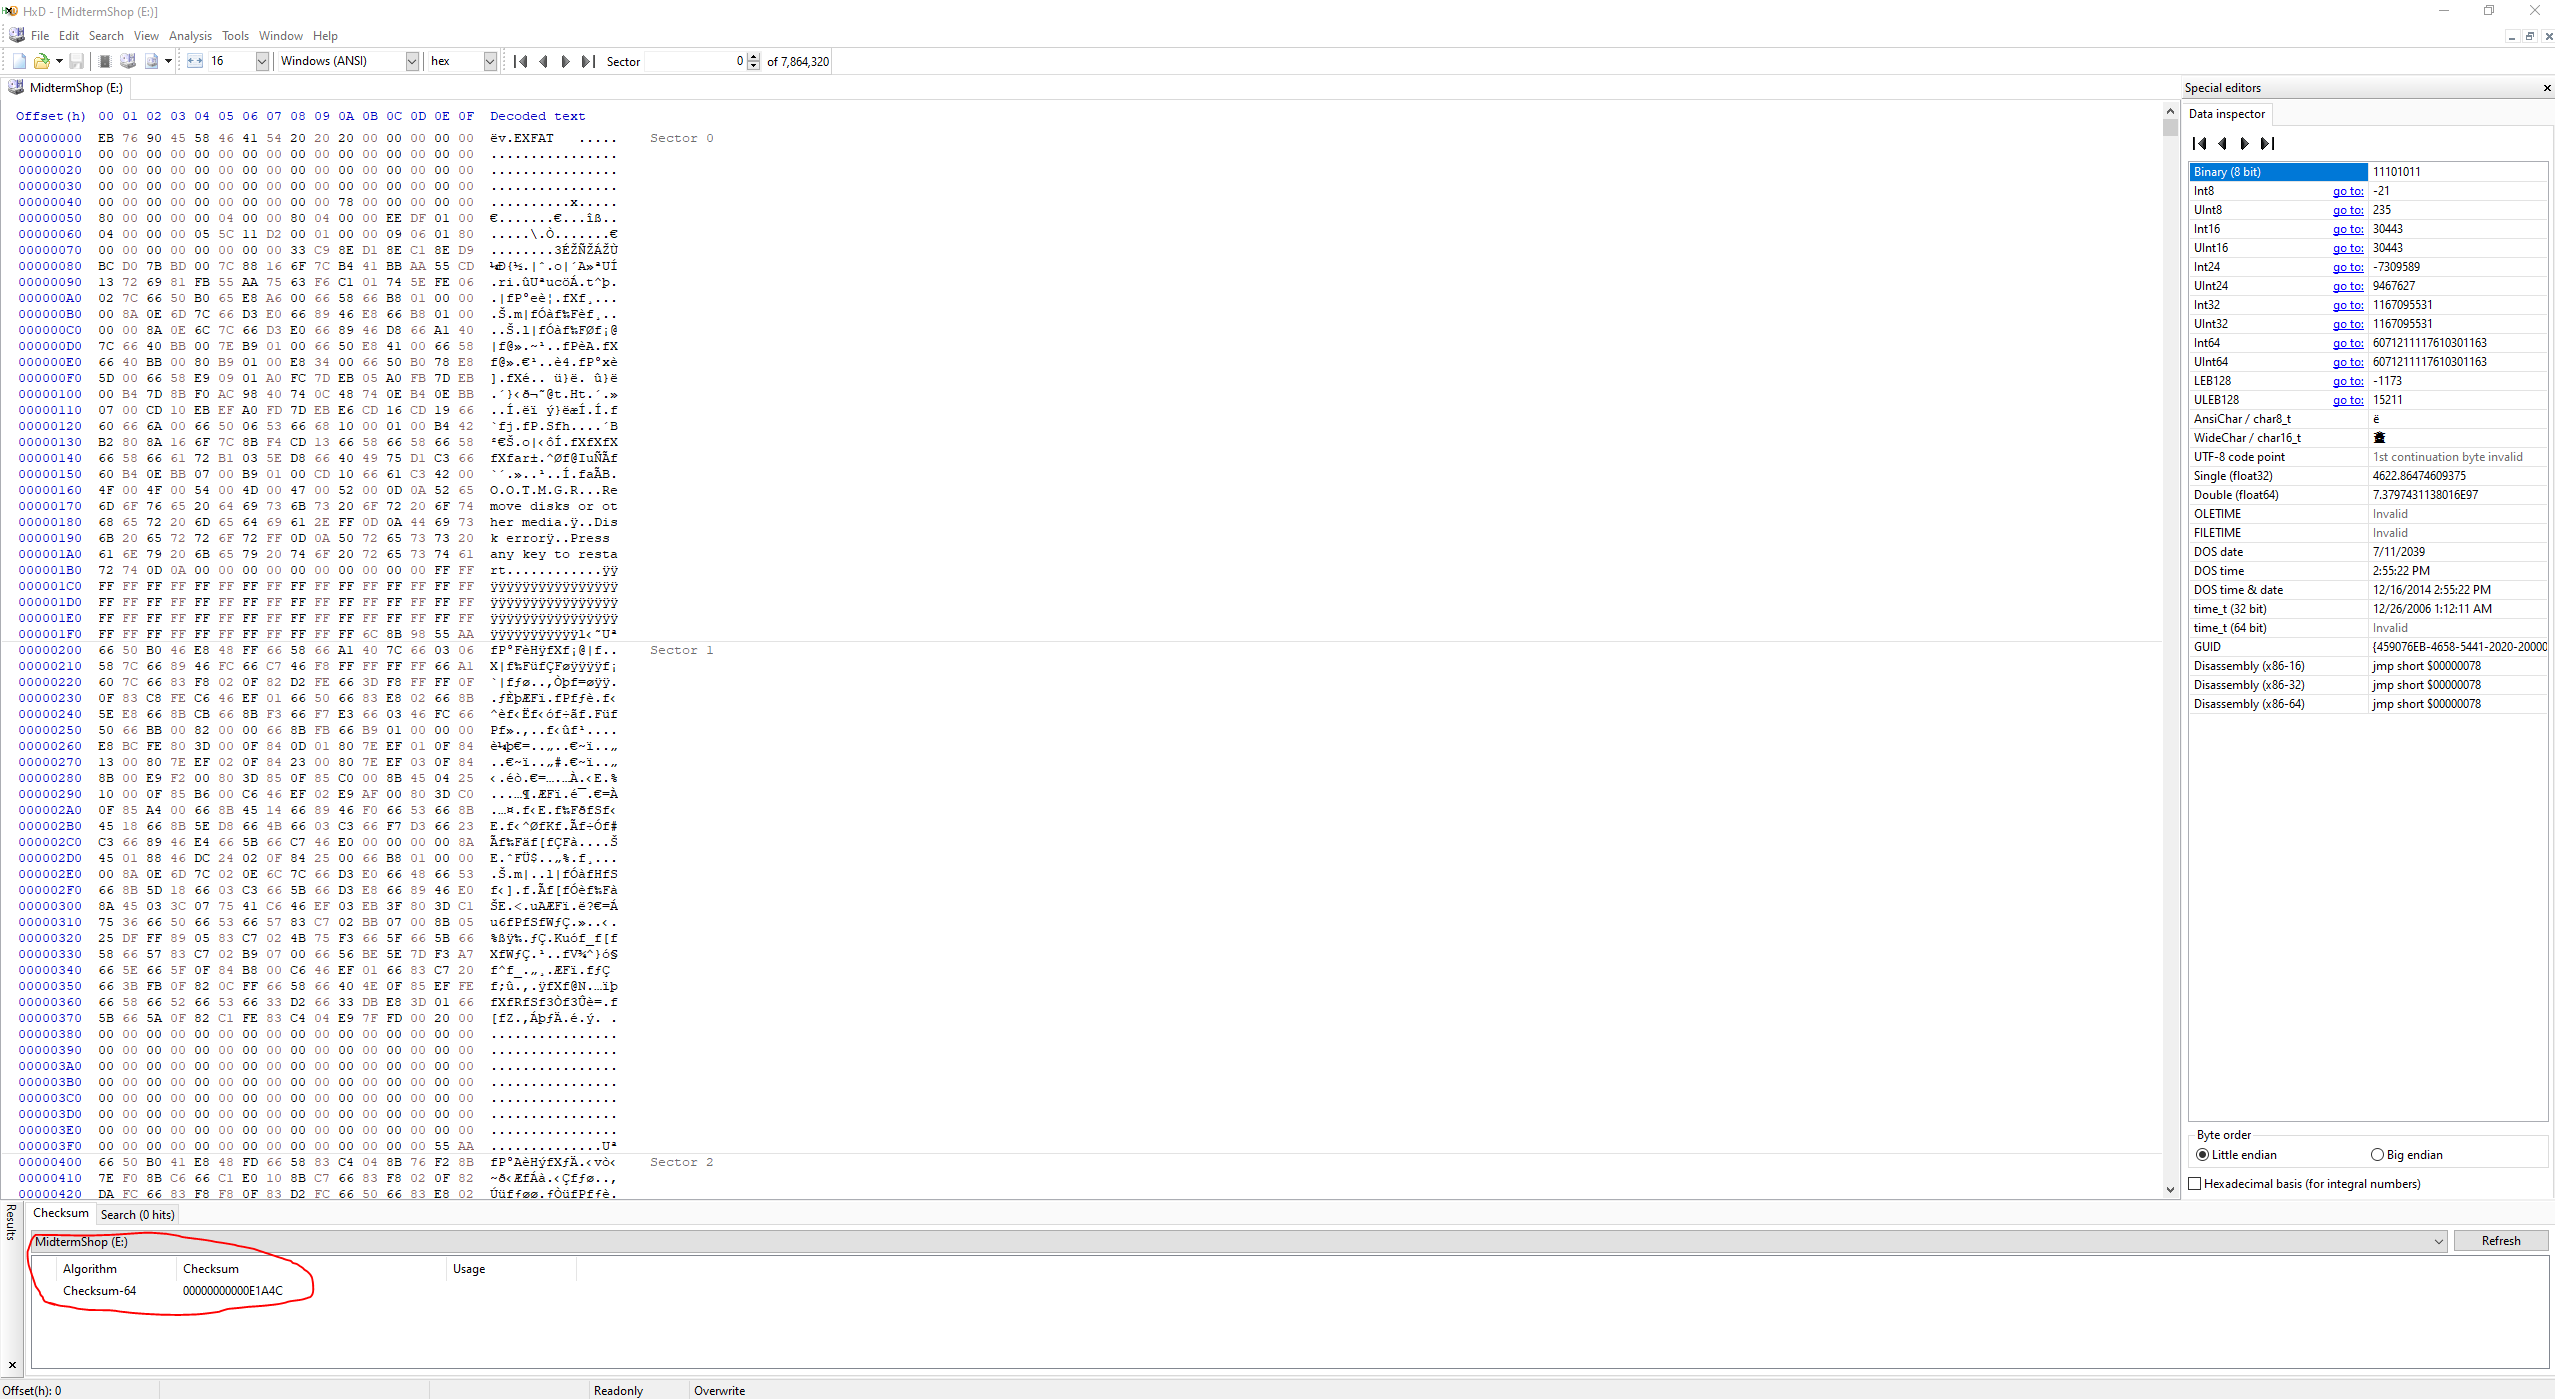 HxD - [MidtermShop (E:)]
File Edit Search View Analysis Tools Window Help
16 Windows (ANSI) hex Sector 0 of 7,864,320
MidtermShop (E:)
Offset(h) 00 01 02 03 04 05 06 07 08 09 0A 0B 0C 0D 0E 0F Decoded text
00000000 EB 76 90 45 58 46 41 54 20 20 20 00 00 00 00 00 ëv.EXFAT   ..... Sector 0
00000010 00 00 00 00 00 00 00 00 00 00 00 00 00 00 00 00 ................
00000020 00 00 00 00 00 00 00 00 00 00 00 00 00 00 00 00 ................
00000030 00 00 00 00 00 00 00 00 00 00 00 00 00 00 00 00 ................
00000040 00 00 00 00 00 00 00 00 00 00 78 00 00 00 00 00 ..........x.....
00000050 80 00 00 00 00 04 00 00 80 04 00 00 EE DF 01 00 €.......€...îß..
00000060 04 00 00 00 05 5C 11 D2 00 01 00 00 09 06 01 80 .....\.Ò.......€
00000070 00 00 00 00 00 00 00 00 33 C9 8E D1 8E C1 8E D9 ........3ÉŽÑŽÁŽÙ
00000080 BC D0 7B BD 00 7C 88 16 6F 7C B4 41 BB AA 55 CD ¼Ð{½.|ˆ.o|´A»ªUÍ
00000090 13 72 69 81 FB 55 AA 75 63 F6 C1 01 74 5E FE 06 .ri.ûUªucöÁ.t^þ.
000000A0 02 7C 66 50 B0 65 E8 A6 00 66 58 66 B8 01 00 00 .|fP°eè¦.fXf¸...
000000B0 00 8A 0E 6D 7C 66 D3 E0 66 89 46 E8 66 B8 01 00 .Š.m|fÓàf‰Fèf¸..
000000C0 00 00 8A 0E 6C 7C 66 D3 E0 66 89 46 D8 66 A1 40 ..Š.l|fÓàf‰FØf¡@
000000D0 7C 66 40 BB 00 7E B9 01 00 66 50 E8 41 00 66 58 |f@».~¹..fPèA.fX
000000E0 66 40 BB 00 80 B9 01 00 E8 34 00 66 50 B0 78 E8 f@».€¹..è4.fP°xè
000000F0 5D 00 66 58 E9 09 01 A0 FC 7D EB 05 A0 FB 7D EB ].fXé.. ü}ë. û}ë
00000100 00 B4 7D 8B F0 AC 98 40 74 0C 48 74 0E B4 0E BB .´}‹ð¬˜@t.Ht.´.»
00000110 07 00 CD 10 EB EF A0 FD 7D EB E6 CD 16 CD 19 66 ..Í.ëï ý}ëæÍ.Í.f
00000120 60 66 6A 00 66 50 06 53 66 68 10 00 01 00 B4 42 `fj.fP.Sfh....´B
00000130 B2 80 8A 16 6F 7C 8B F4 CD 13 66 58 66 58 66 58 ²€Š.o|‹ôÍ.fXfXfX
00000140 66 58 66 61 72 B1 03 5E D8 66 40 49 75 D1 C3 66 fXfar±.^Øf@IuÑÃf
00000150 60 B4 0E BB 07 00 B9 01 00 CD 10 66 61 C3 42 00 `´.»..¹..Í.faÃB.
00000160 4F 00 4F 00 54 00 4D 00 47 00 52 00 0D 0A 52 65 O.O.T.M.G.R...Re
00000170 6D 6F 76 65 20 64 69 73 6B 73 20 6F 72 20 6F 74 move disks or ot
00000180 68 65 72 20 6D 65 64 69 61 2E FF 0D 0A 44 69 73 her media.ÿ..Dis
00000190 6B 20 65 72 72 6F 72 FF 0D 0A 50 72 65 73 73 20 k errorÿ..Press
000001A0 61 6E 79 20 6B 65 79 20 74 6F 20 72 65 73 74 61 any key to resta
000001B0 72 74 0D 0A 00 00 00 00 00 00 00 00 00 00 FF FF rt............ÿÿ
000001C0 FF FF FF FF FF FF FF FF FF FF FF FF FF FF FF FF ÿÿÿÿÿÿÿÿÿÿÿÿÿÿÿÿ
000001D0 FF FF FF FF FF FF FF FF FF FF FF FF FF FF FF FF ÿÿÿÿÿÿÿÿÿÿÿÿÿÿÿÿ
000001E0 FF FF FF FF FF FF FF FF FF FF FF FF FF FF FF FF ÿÿÿÿÿÿÿÿÿÿÿÿÿÿÿÿ
000001F0 FF FF FF FF FF FF FF FF FF FF FF 6C 8B 98 55 AA ÿÿÿÿÿÿÿÿÿÿÿl‹˜Uª
00000200 66 50 B0 46 E8 48 FF 66 58 66 A1 40 7C 66 03 06 fP°FèHÿfXf¡@|f.. Sector 1
00000210 58 7C 66 89 46 FC 66 C7 46 F8 FF FF FF FF 66 A1 X|f‰FüfÇFøÿÿÿÿf¡
00000220 60 7C 66 83 F8 02 0F 82 D2 FE 66 3D F8 FF FF 0F `|fƒø..‚Òþf=øÿÿ.
00000230 0F 83 C8 FE C6 46 EF 01 66 50 66 83 E8 02 66 8B .ƒÈþÆFï.fPfƒè.f‹
00000240 5E E8 66 8B CB 66 8B F3 66 F7 E3 66 03 46 FC 66 ^èf‹Ëf‹óf÷ãf.Füf
00000250 50 66 BB 00 82 00 00 66 8B FB 66 B9 01 00 00 00 Pf».‚..f‹ûf¹....
00000260 E8 BC FE 80 3D 00 0F 84 0D 01 80 7E EF 01 0F 84 è¼þ€=..„..€~ï..„
00000270 13 00 80 7E EF 02 0F 84 23 00 80 7E EF 03 0F 84 ..€~ï..„#.€~ï..„
00000280 8B 00 E9 F2 00 80 3D 85 0F 85 C0 00 8B 45 04 25 ‹.éò.€=….…À.‹E.%
00000290 10 00 0F 85 B6 00 C6 46 EF 02 E9 AF 00 80 3D C0 ...…¶.ÆFï.é¯.€=À
000002A0 0F 85 A4 00 66 8B 45 14 66 89 46 F0 66 53 66 8B .…¤.f‹E.f‰FðfSf‹
000002B0 45 18 66 8B 5E D8 66 4B 66 03 C3 66 F7 D3 66 23 E.f‹^ØfKf.Ãf÷Óf#
000002C0 C3 66 89 46 E4 66 5B 66 C7 46 E0 00 00 00 00 8A Ãf‰Fäf[fÇFà....Š
000002D0 45 01 88 46 DC 24 02 0F 84 25 00 66 B8 01 00 00 E.ˆFÜ$..„%.f¸...
000002E0 00 8A 0E 6D 7C 02 0E 6C 7C 66 D3 E0 66 48 66 53 .Š.m|..l|fÓàfHfS
000002F0 66 8B 5D 18 66 03 C3 66 5B 66 D3 E8 66 89 46 E0 f‹].f.Ãf[fÓèf‰Fà
00000300 8A 45 03 3C 07 75 41 C6 46 EF 03 EB 3F 80 3D C1 ŠE.<.uAÆFï.ë?€=Á
00000310 75 36 66 50 66 53 66 57 83 C7 02 BB 07 00 8B 05 u6fPfSfWƒÇ.»..‹.
00000320 25 DF FF 89 05 83 C7 02 4B 75 F3 66 5F 66 5B 66 %ßÿ‰.ƒÇ.Kuóf_f[f
00000330 58 66 57 83 C7 02 B9 07 00 66 56 BE 5E 7D F3 A7 XfWƒÇ.¹..fV¾^}ó§
00000340 66 5E 66 5F 0F 84 B8 00 C6 46 EF 01 66 83 C7 20 f^f_.„¸.ÆFï.fƒÇ
00000350 66 3B FB 0F 82 0C FF 66 58 66 40 4E 0F 85 EF FE f;û.‚.ÿfXf@N.…ïþ
00000360 66 58 66 52 66 53 66 33 D2 66 33 DB E8 3D 01 66 fXfRfSf3Òf3Ûè=.f
00000370 5B 66 5A 0F 82 C1 FE 83 C4 04 E9 7F FD 00 20 00 [fZ.‚ÁþƒÄ.é.ý. .
00000380 00 00 00 00 00 00 00 00 00 00 00 00 00 00 00 00 ................
00000390 00 00 00 00 00 00 00 00 00 00 00 00 00 00 00 00 ................
000003A0 00 00 00 00 00 00 00 00 00 00 00 00 00 00 00 00 ................
000003B0 00 00 00 00 00 00 00 00 00 00 00 00 00 00 00 00 ................
000003C0 00 00 00 00 00 00 00 00 00 00 00 00 00 00 00 00 ................
000003D0 00 00 00 00 00 00 00 00 00 00 00 00 00 00 00 00 ................
000003E0 00 00 00 00 00 00 00 00 00 00 00 00 00 00 00 00 ................
000003F0 00 00 00 00 00 00 00 00 00 00 00 00 00 00 55 AA ..............Uª
00000400 66 50 B0 41 E8 48 FD 66 58 83 C4 04 8B 76 F2 8B fP°AèHýfXƒÄ.‹vò‹ Sector 2
00000410 7E F0 8B C6 66 C1 E0 10 8B C7 66 83 F8 02 0F 82 ~ð‹ÆfÁà.‹Çfƒø..‚
00000420 DA FC 66 83 F8 F8 0F 83 D2 FC 66 50 66 83 E8 02 Úüfƒøø.ƒÒüfPfƒè.
Special editors
Data inspector
Binary (8 bit) 11101011
Int8 go to: -21
UInt8 go to: 235
Int16 go to: 30443
UInt16 go to: 30443
Int24 go to: -7309589
UInt24 go to: 9467627
Int32 go to: 1167095531
UInt32 go to: 1167095531
Int64 go to: 6071211117610301163
UInt64 go to: 6071211117610301163
LEB128 go to: -1173
ULEB128 go to: 15211
AnsiChar / char8_t ë
WideChar / char16_t
UTF-8 code point 1st continuation byte invalid
Single (float32) 4622.86474609375
Double (float64) 7.3797431138016E97
OLETIME Invalid
FILETIME Invalid
DOS date 7/11/2039
DOS time 2:55:22 PM
DOS time & date 12/16/2014 2:55:22 PM
time_t (32 bit) 12/26/2006 1:12:11 AM
time_t (64 bit) Invalid
GUID {459076EB-4658-5441-2020-20000
Disassembly (x86-16) jmp short $00000078
Disassembly (x86-32) jmp short $00000078
Disassembly (x86-64) jmp short $00000078
Byte order
Little endian Big endian
Hexadecimal basis (for integral numbers)
Results
Checksum Search (0 hits)
MidtermShop (E:) Refresh
Algorithm Checksum Usage
Checksum-64 00000000000E1A4C
Offset(h): 0 Readonly Overwrite